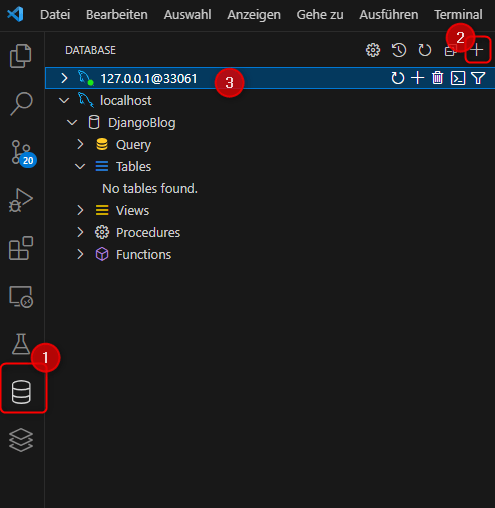 Datei Bearbeiten Auswahl Anzeigen Gehe zu Ausführen Terminal
2
DATABASE
127.0.0.1@33061
3
localhost
DjangoBlog
20
Query
Tables
No tables found.
Views
Procedures
Functions
1